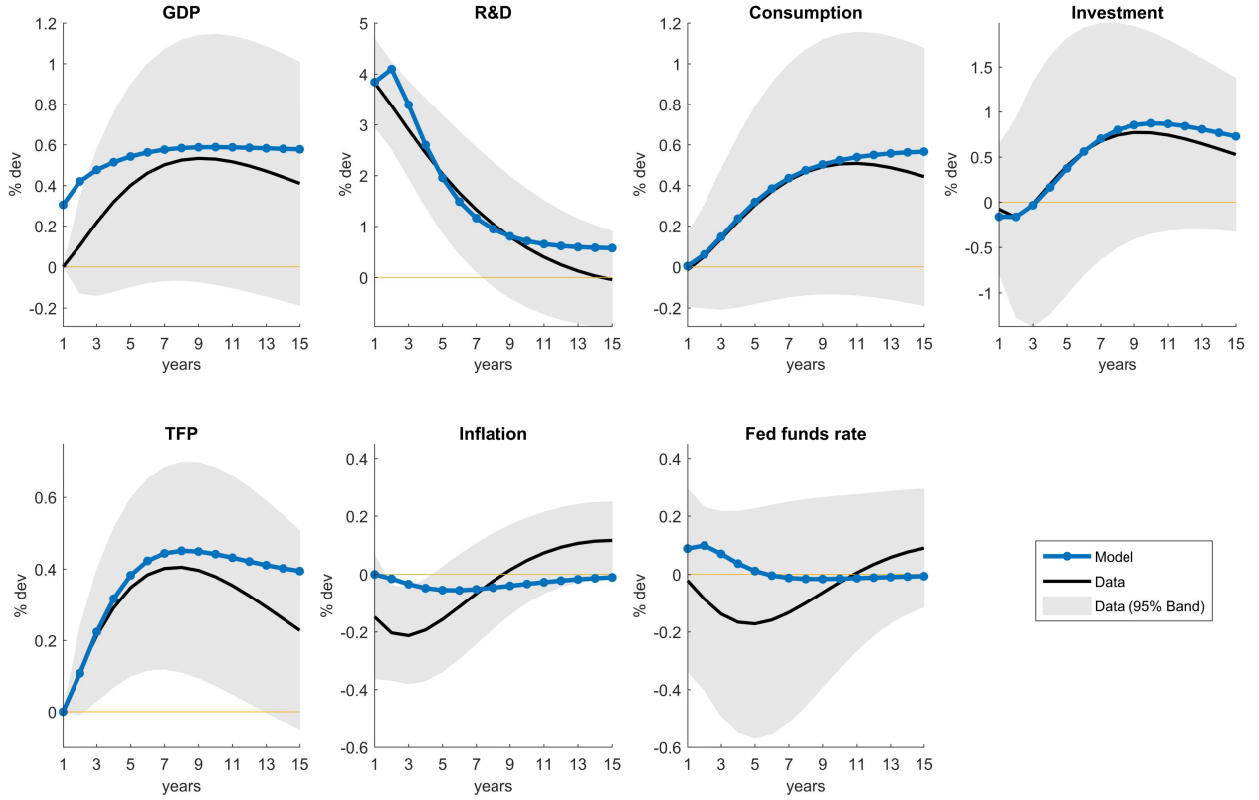 GDP
R&D
Consumption
Investment
1.2
1
0.8
0.6
0.4
0.2
0
-0.2
% dev
1 3 5 7 9 11 13 15
years
5
4
3
2
1
0
% dev
1 3 5 7 9 11 13 15
years
1.2
1
0.8
0.6
0.4
0.2
0
-0.2
% dev
1 3 5 7 9 11 13 15
years
1.5
1
0.5
0
-0.5
-1
% dev
1 3 5 7 9 11 13 15
years
TFP
Inflation
Fed funds rate
0.6
0.4
0.2
0
% dev
1 3 5 7 9 11 13 15
years
0.4
0.2
0
-0.2
-0.4
-0.6
% dev
1 3 5 7 9 11 13 15
years
0.4
0.2
0
-0.2
-0.4
-0.6
% dev
1 3 5 7 9 11 13 15
years
Model
Data
Data (95% Band)